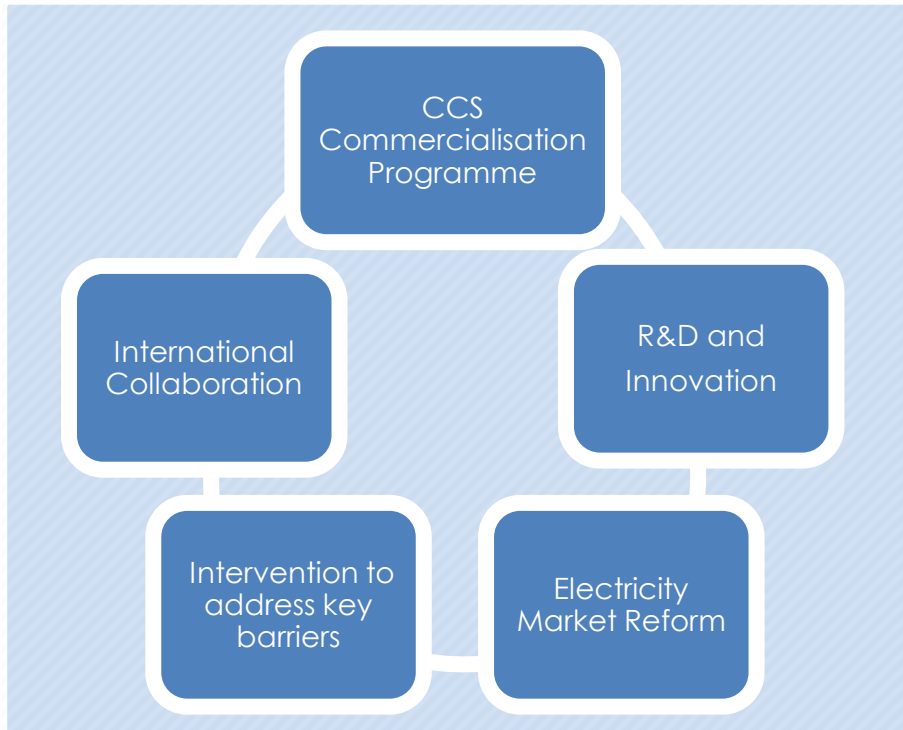 CCS
Commercialisation
Programme
R&D and
Innovation
Electricity
Market Reform
Intervention to
address key
barriers
International
Collaboration